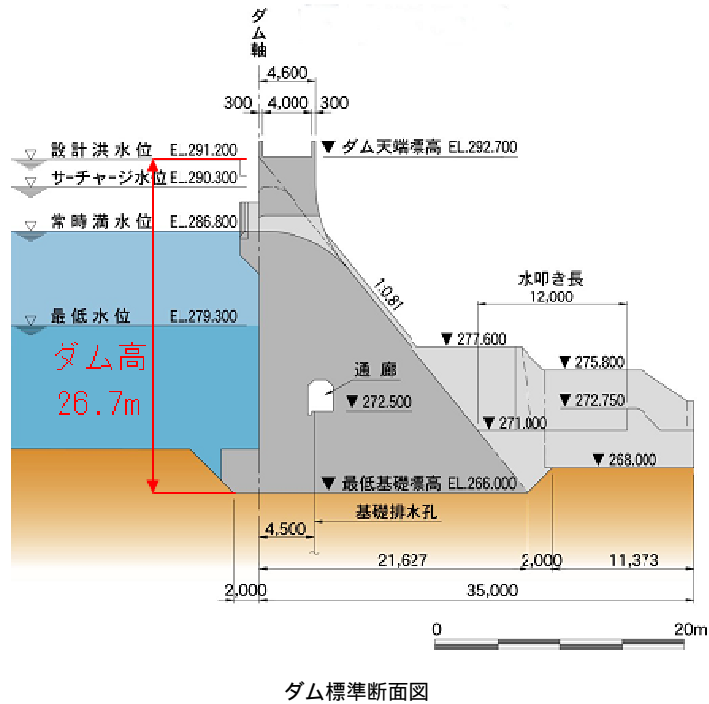 ダム軸
4,600
300 4,000 300
設計洪水位 EL.291.200
▼ ダム天端標高 EL.292.700
サーチャージ水位 EL.290.300
常時満水位 EL.286.800
1:0.81
水叩き長
12,000
最低水位 EL.279.300
▼ 277.600
ダム高
26.7m
通廊
▼ 275.800
▼ 272.500
▼ 272.750
▼ 271.000
▼ 268.000
▼ 最低基礎標高 EL.266.000
基礎排水孔
4,500
21,627 2,000 11,373
2,000 35,000
0 20m
ダム標準断面図